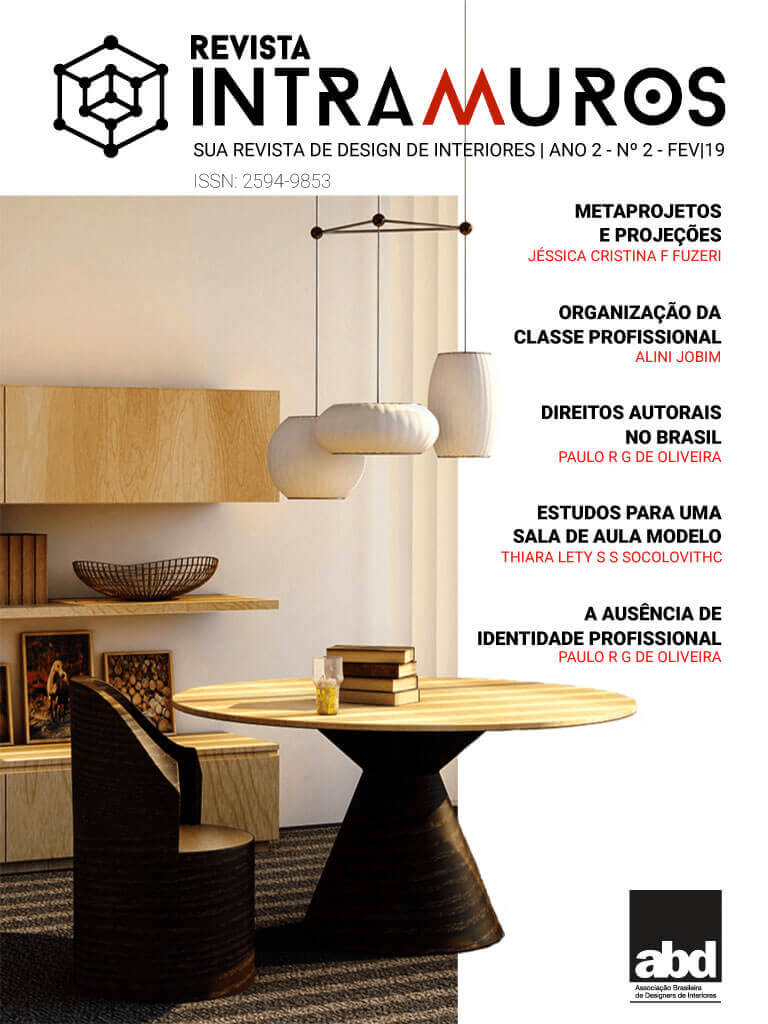 REVISTA
INTRAMUROS
SUA REVISTA DE DESIGN DE INTERIORES | ANO 2 - Nº 2 - FEV|19
ISSN: 2594-9853
METAPROJETOS
E PROJEÇÕES
JÉSSICA CRISTINA F FUZERI
ORGANIZAÇÃO DA
CLASSE PROFISSIONAL
ALINI JOBIM
DIREITOS AUTORAIS
NO BRASIL
PAULO R G DE OLIVEIRA
ESTUDOS PARA UMA
SALA DE AULA MODELO
THIARA LETY S S SOCOLOVITHC
A AUSÊNCIA DE
IDENTIDADE PROFISSIONAL
PAULO R G DE OLIVEIRA
abd
Associação Brasileira
de Designers de Interiores